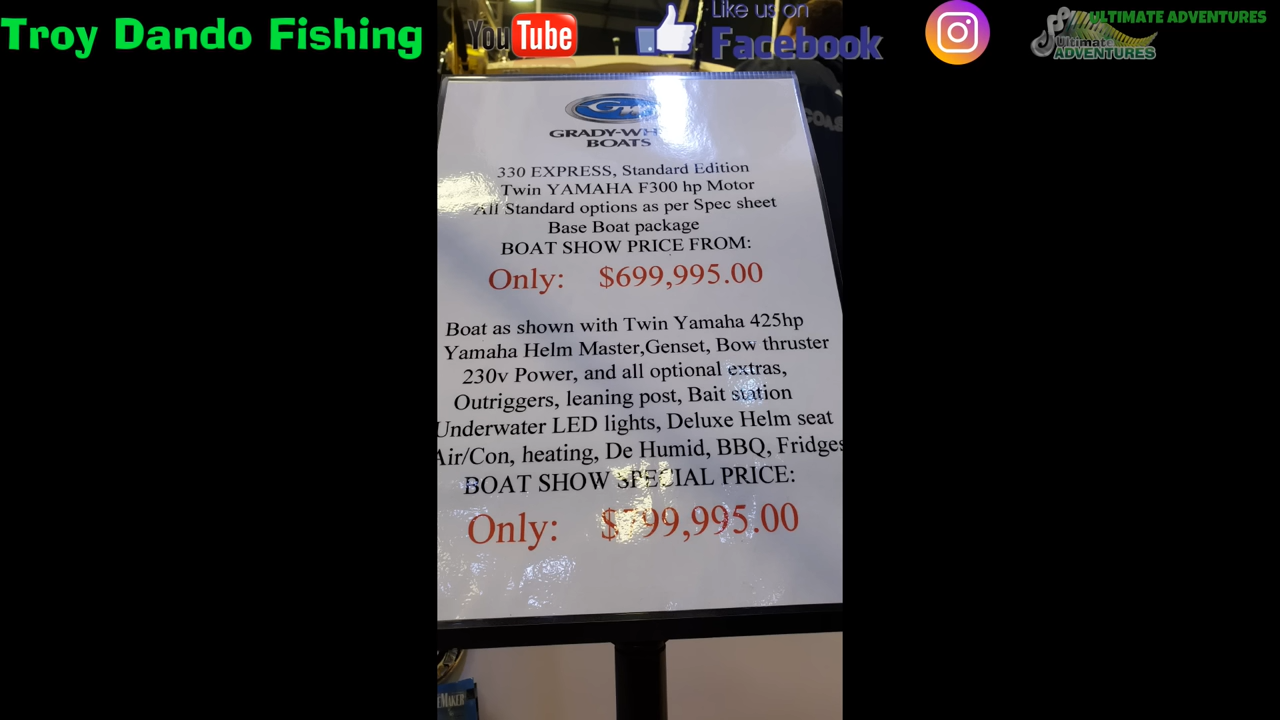 Troy Dando Fishing
YouTube
Like us on
Facebook
ULTIMATE ADVENTURES
Ultimate
ADVENTURES
GRADY-WH
BOATS
330 EXPRESS, Standard Edition
Twin YAMAHA F300 hp Motor
All Standard options as per Spec sheet
Base Boat package
BOAT SHOW PRICE FROM:
Only: $699,995.00
Boat as shown with Twin Yamaha 425hp
Yamaha Helm Master,Genset, Bow thruster
230v Power, and all optional extras,
Outriggers, leaning post, Bait station
Underwater LED lights, Deluxe Helm seat
Air/Con, heating, De Humid, BBQ, Fridges
BOAT SHOW SPECIAL PRICE:
Only: